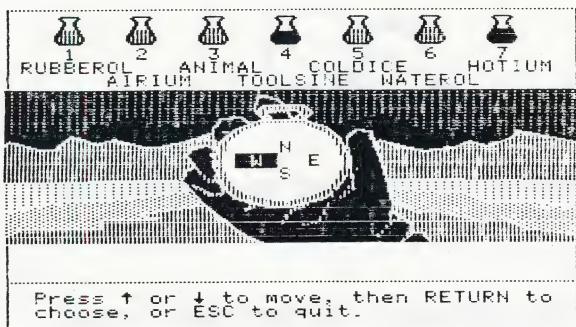 1 2 3 4 5 6 7
RUBBEROL ANIMAL COLDICE HOTIUM
AIRIUM TOOLSINE WATEROL
N
W E
S
Press ↑ or ↓ to move, then RETURN to
choose, or ESC to quit.